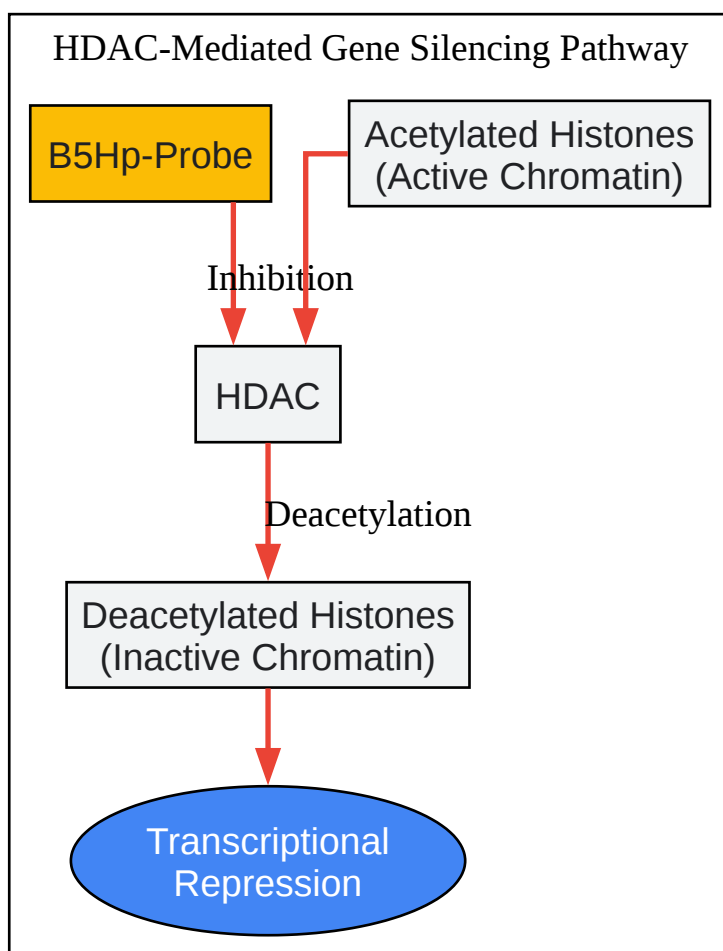 HDAC-Mediated Gene Silencing Pathway
B5Hp-Probe
Acetylated Histones
(Active Chromatin)
Inhibition
HDAC
Deacetylation
Deacetylated Histones
(Inactive Chromatin)
Transcriptional
Repression